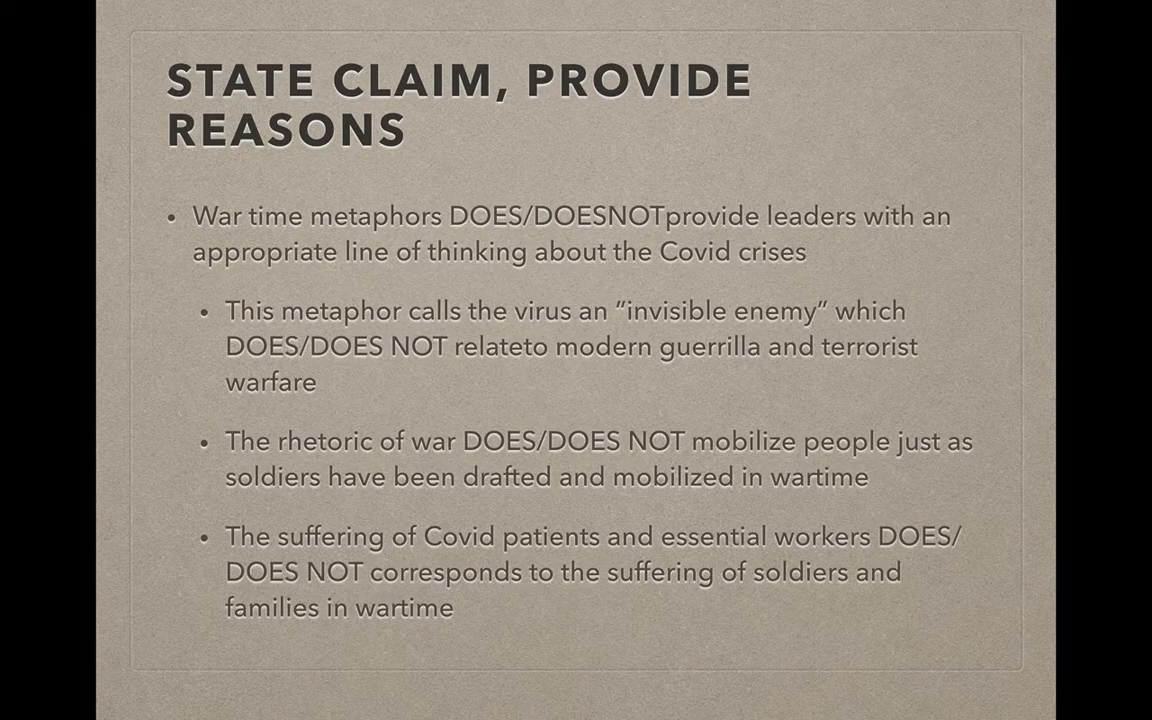 STATE CLAIM, PROVIDE
REASONS
• War time metaphors DOES/DOESNOTprovide leaders with an
appropriate line of thinking about the Covid crises
• This metaphor calls the virus an “invisible enemy” which
DOES/DOES NOT relateto modern guerrilla and terrorist
warfare
• The rhetoric of war DOES/DOES NOT mobilize people just as
soldiers have been drafted and mobilized in wartime
• The suffering of Covid patients and essential workers DOES/
DOES NOT corresponds to the suffering of soldiers and
families in wartime